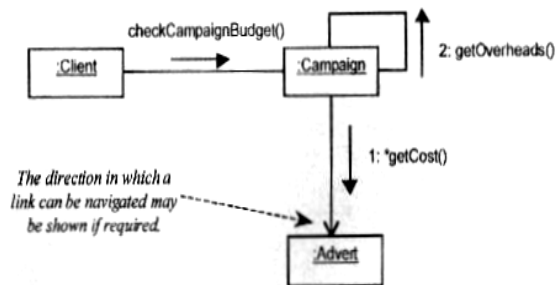 checkCampaignBudget()
:Client
:Campaign
2: getOverheads()
1: *getCost()
The direction in which a
link can be navigated may
be shown if required.
:Advert